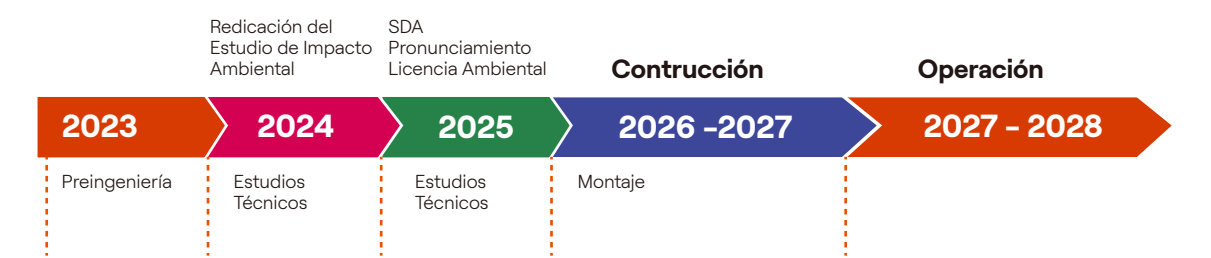 Redicación del
Estudio de Impacto
Ambiental
SDA
Pronunciamiento
Licencia Ambiental
Contrucción
Operación
2023
2024
2025
2026 -2027
2027 - 2028
Preingeniería
Estudios
Técnicos
Estudios
Técnicos
Montaje